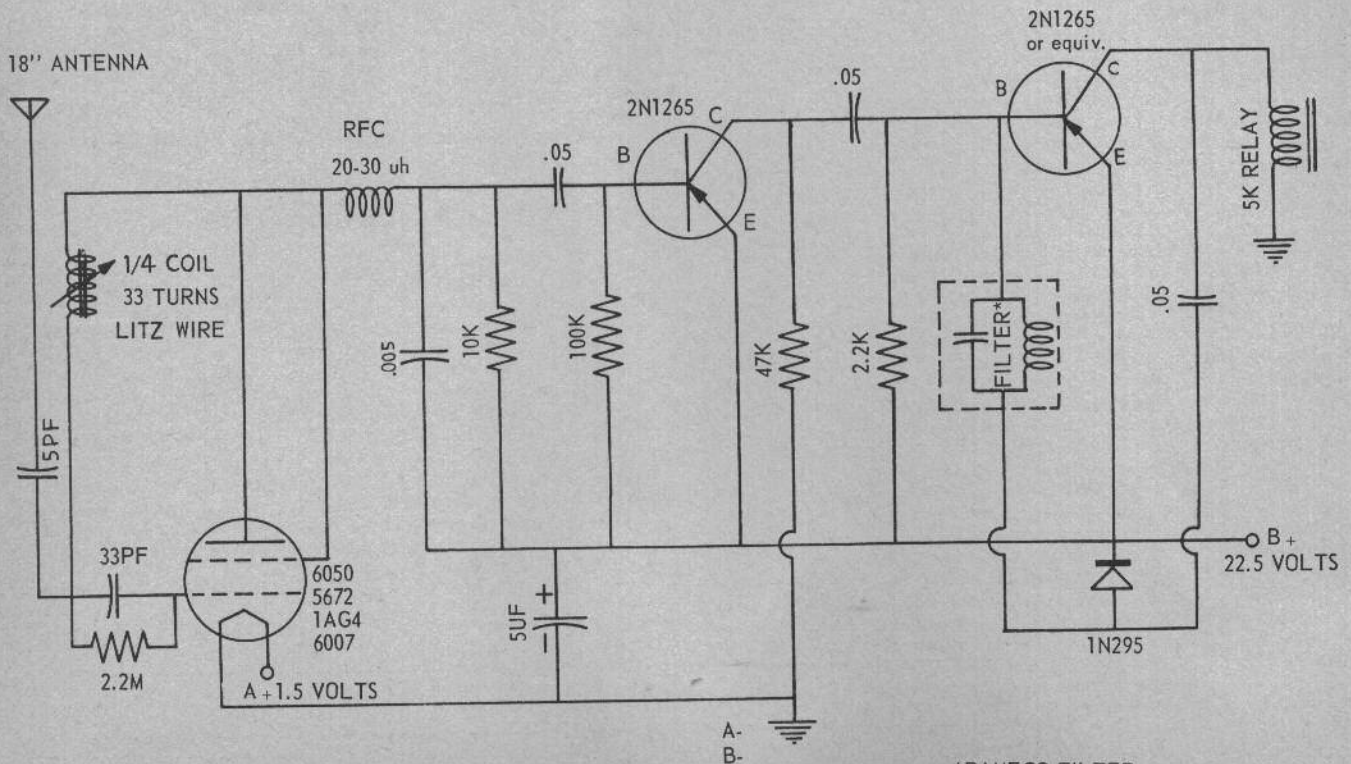 18" ANTENNA
RFC
20-30 uh
.05
2N1265
B
C
E
.05
2N1265
or equiv.
B
C
E
5K RELAY
1/4 COIL
33 TURNS
LITZ WIRE
.005
10K
100K
47K
2.2K
FILTER*
.05
5PF
33PF
2.2M
6050
5672
1AG4
6007
A+1.5 VOLTS
5UF
+
−
B+
22.5 VOLTS
1N295
A-
B-